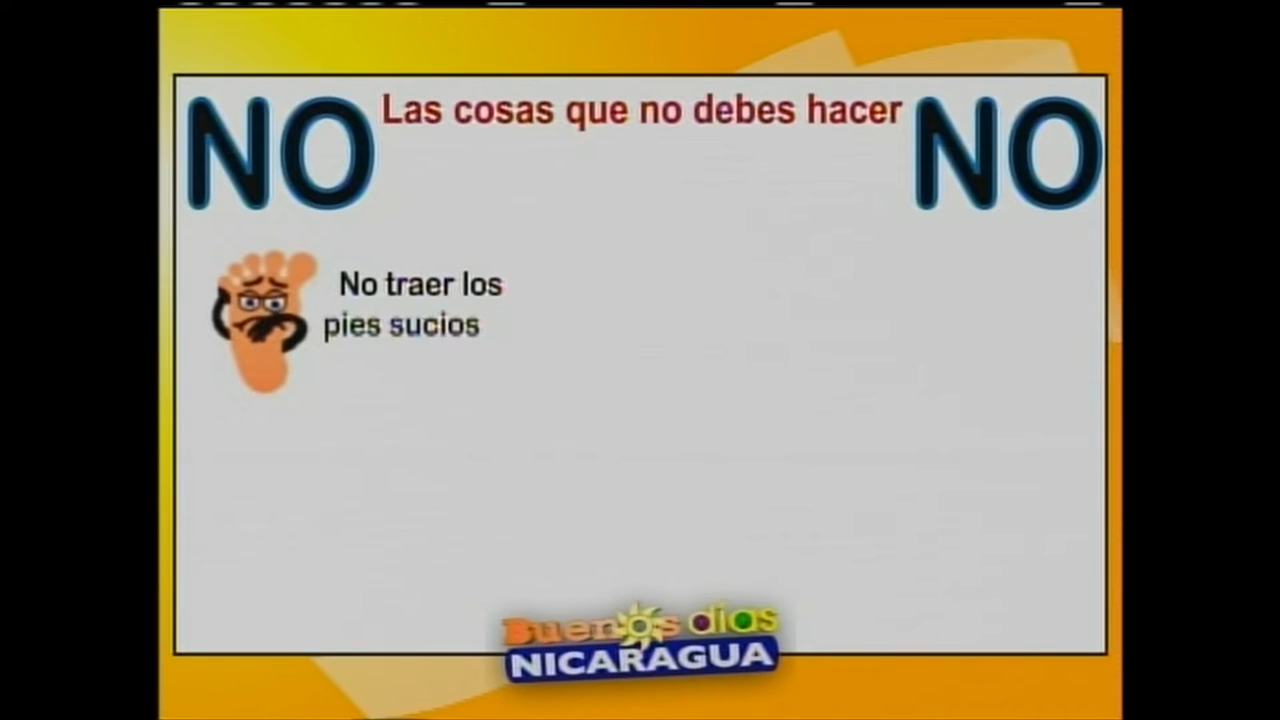 NO Las cosas que no debes hacer NO
No traer los
pies sucios
Buenos días
NICARAGUA